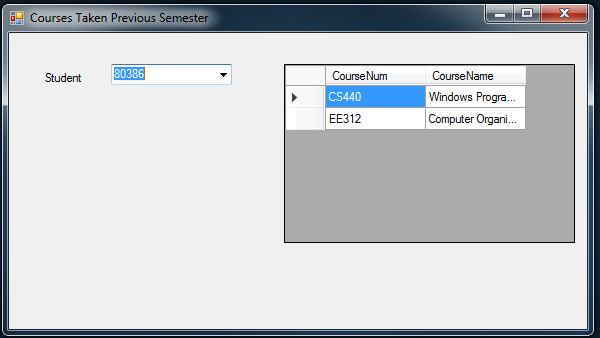 Courses Taken Previous Semester
Student 80386
CourseNum CourseName
CS440 Windows Progra...
EE312 Computer Organi...